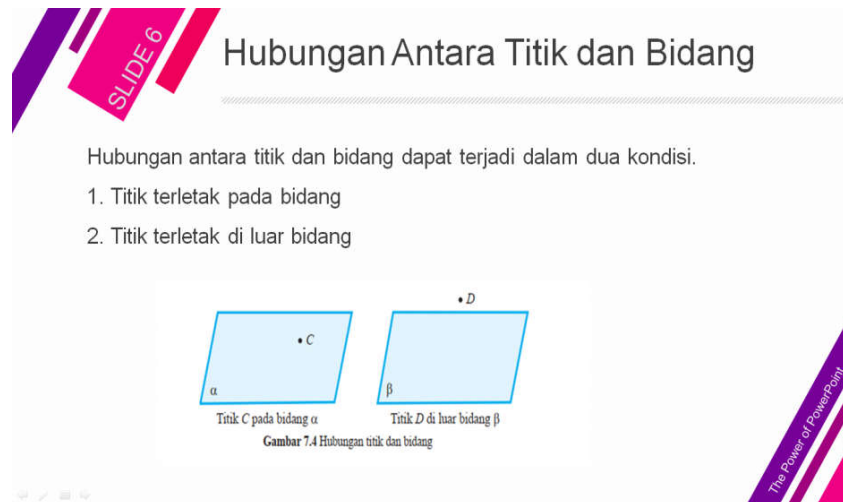 SLIDE 6
Hubungan Antara Titik dan Bidang
Hubungan antara titik dan bidang dapat terjadi dalam dua kondisi.
1. Titik terletak pada bidang
2. Titik terletak di luar bidang
• D
• C
α
β
Titik C pada bidang α
Titik D di luar bidang β
Gambar 7.4 Hubungan titik dan bidang
The Power of PowerPoint